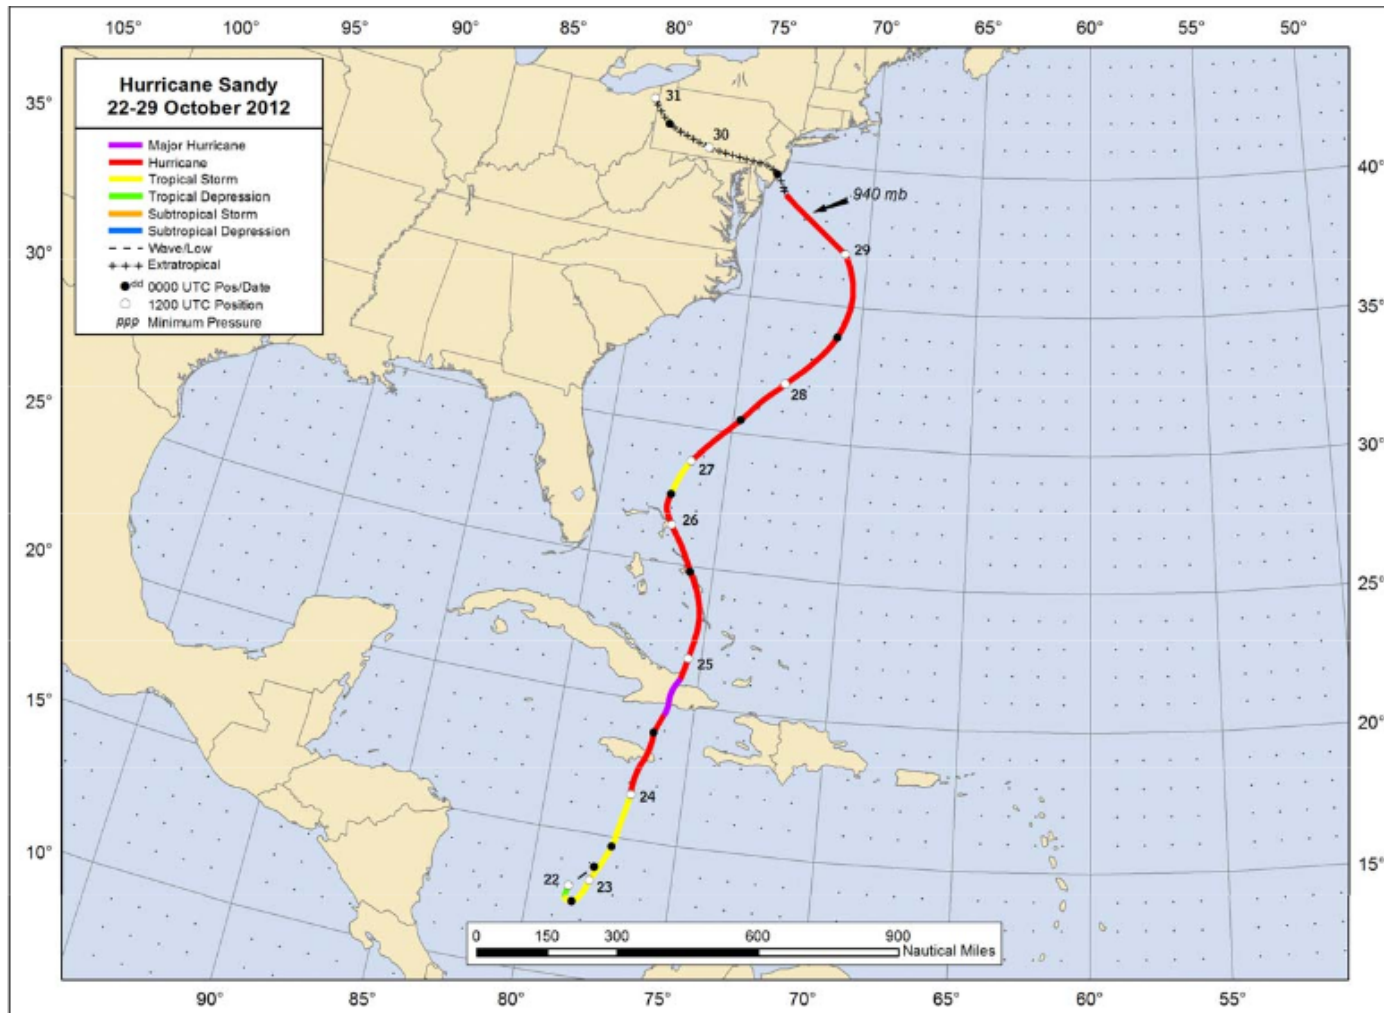 105° 100° 95° 90° 85° 80° 75° 70° 65° 60° 55° 50°
Hurricane Sandy
22-29 October 2012
Major Hurricane
Hurricane
Tropical Storm
Tropical Depression
Subtropical Storm
Subtropical Depression
Wave/Low
Extratropical
dd 0000 UTC Pos/Date
1200 UTC Position
ppp Minimum Pressure
35°
30°
25°
20°
15°
10°
40°
35°
30°
25°
20°
15°
31
30
940 mb
29
28
27
26
25
24
22
23
0 150 300 600 900
Nautical Miles
90° 85° 80° 75° 70° 65° 60° 55°